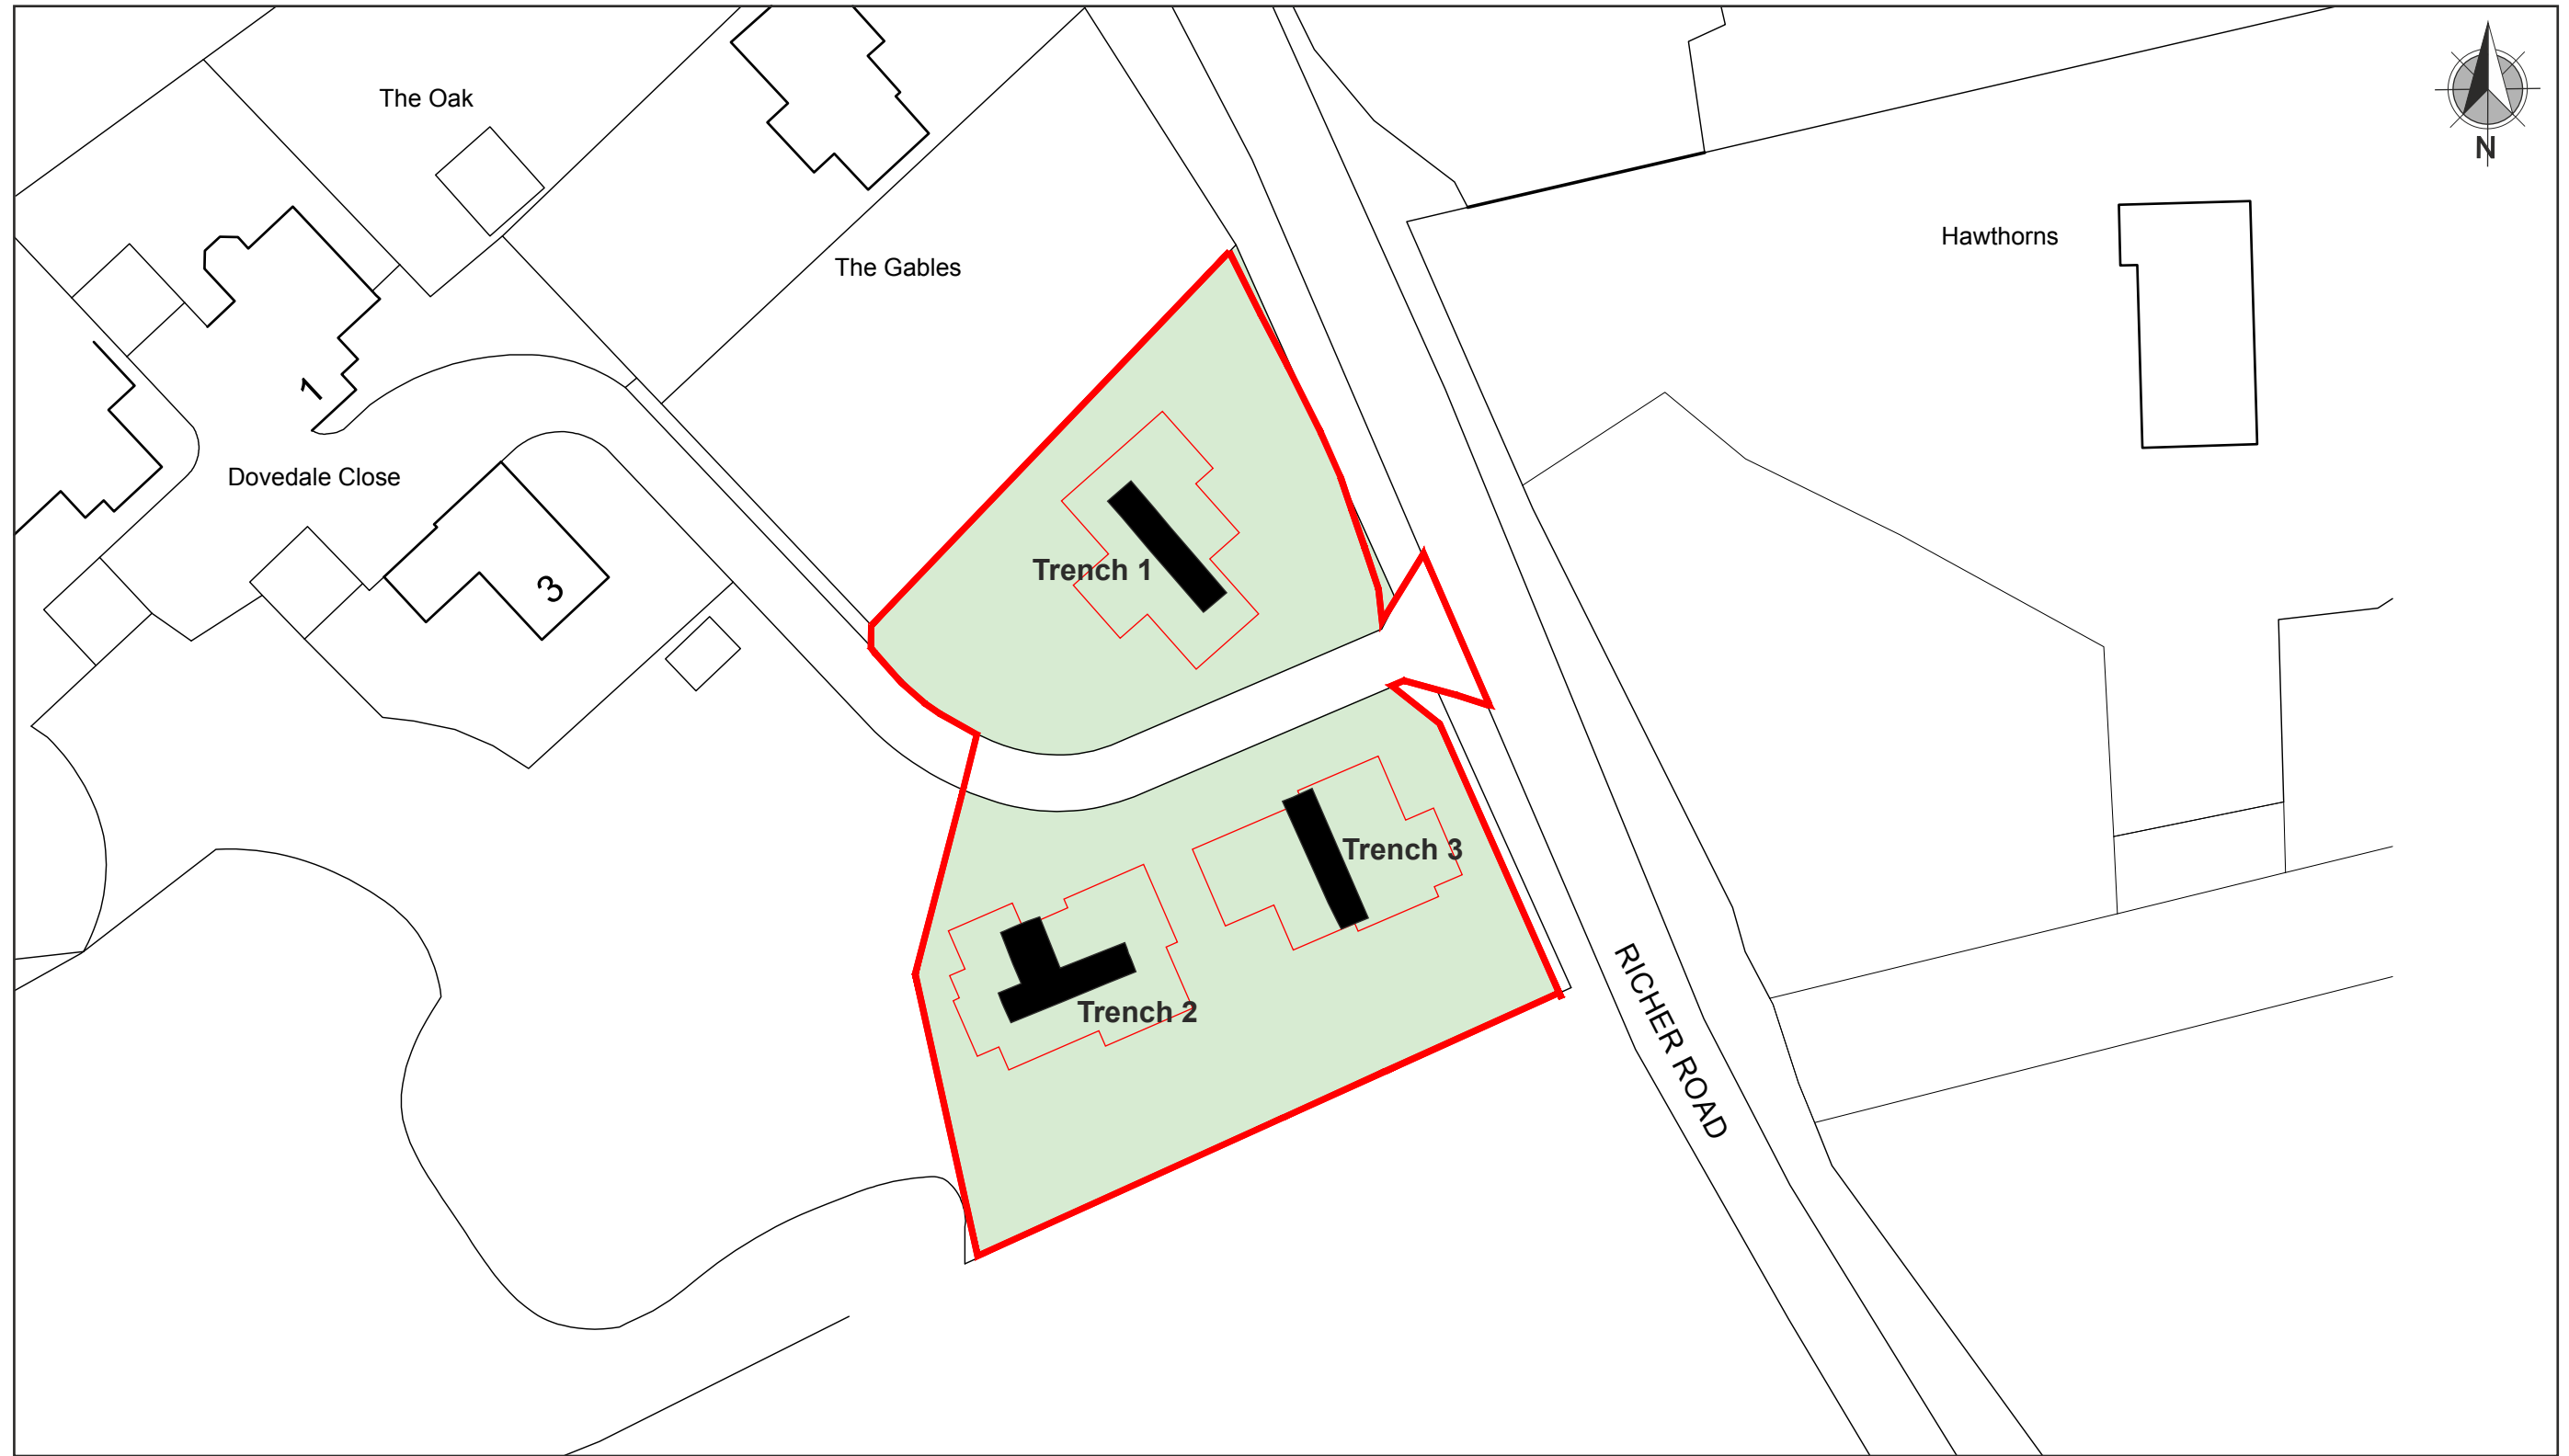 The Oak
N
Hawthorns
The Gables
1
Dovedale Close
3
Trench 1
Trench 3
Trench 2
RICHER ROAD